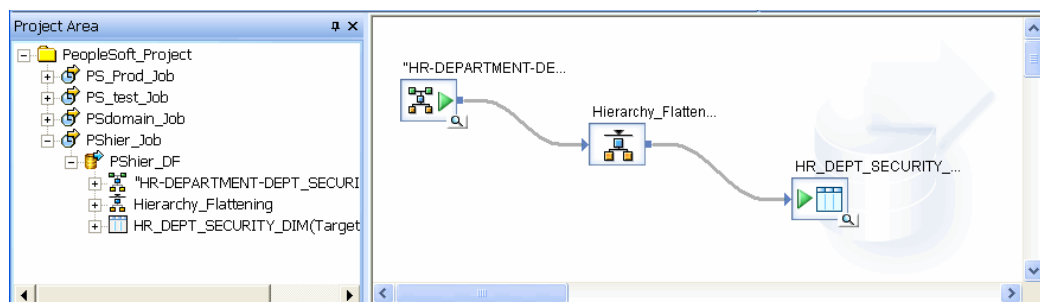 Project Area
PeopleSoft_Project
PS_Prod_Job
PS_test_Job
PSdomain_Job
PShier_Job
PShier_DF
"HR-DEPARTMENT-DEPT_SECURI
Hierarchy_Flattening
HR_DEPT_SECURITY_DIM(Target
"HR-DEPARTMENT-DE...
Hierarchy_Flatten...
HR_DEPT_SECURITY_...